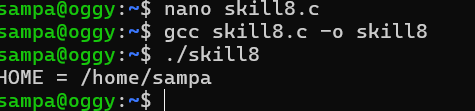 sampa@oggy:~$ nano skill8.c
sampa@oggy:~$ gcc skill8.c -o skill8
sampa@oggy:~$ ./skill8
HOME = /home/sampa
sampa@oggy:~$